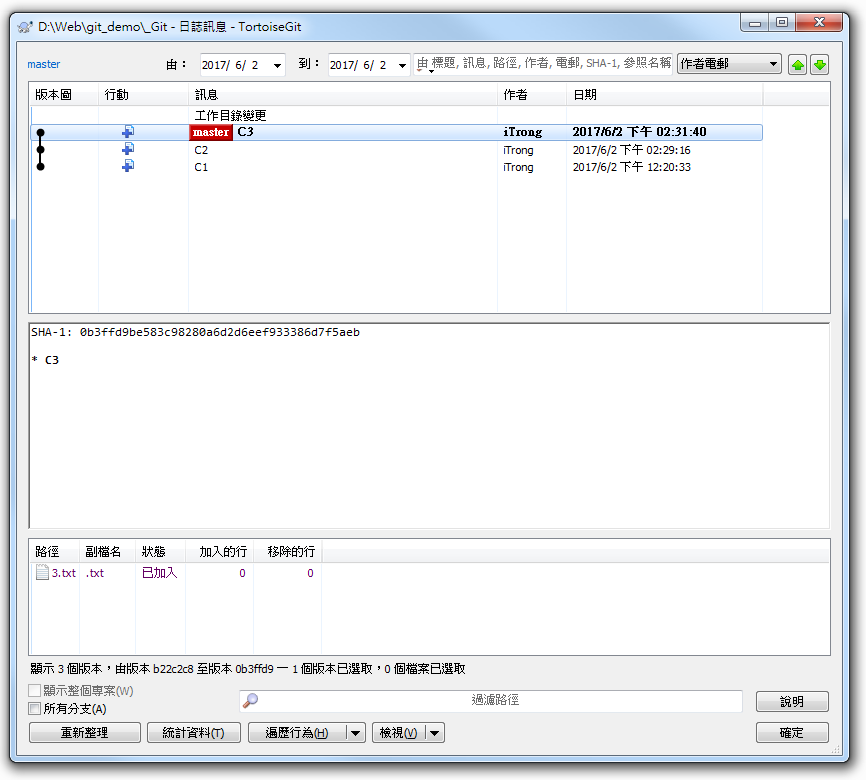 D:\Web\git_demo\_Git - 日誌訊息 - TortoiseGit
master 由： 2017/ 6/ 2 到： 2017/ 6/ 2 由 標題, 訊息, 路徑, 作者, 電郵, SHA-1, 參照名稱 作者電郵
版本圖 行動 訊息 作者 日期
工作目錄變更
master C3 iTrong 2017/6/2 下午 02:31:40
C2 iTrong 2017/6/2 下午 02:29:16
C1 iTrong 2017/6/2 下午 12:20:33
SHA-1: 0b3ffd9be583c98280a6d2d6eef933386d7f5aeb
* C3
路徑 副檔名 狀態 加入的行 移除的行
3.txt .txt 已加入 0 0
顯示 3 個版本，由版本 b22c2c8 至版本 0b3ffd9 — 1 個版本已選取，0 個檔案已選取
顯示整個專案(W)
過濾路徑 說明
所有分支(A)
重新整理 統計資料(T) 遍歷行為(H) 檢視(V) 確定